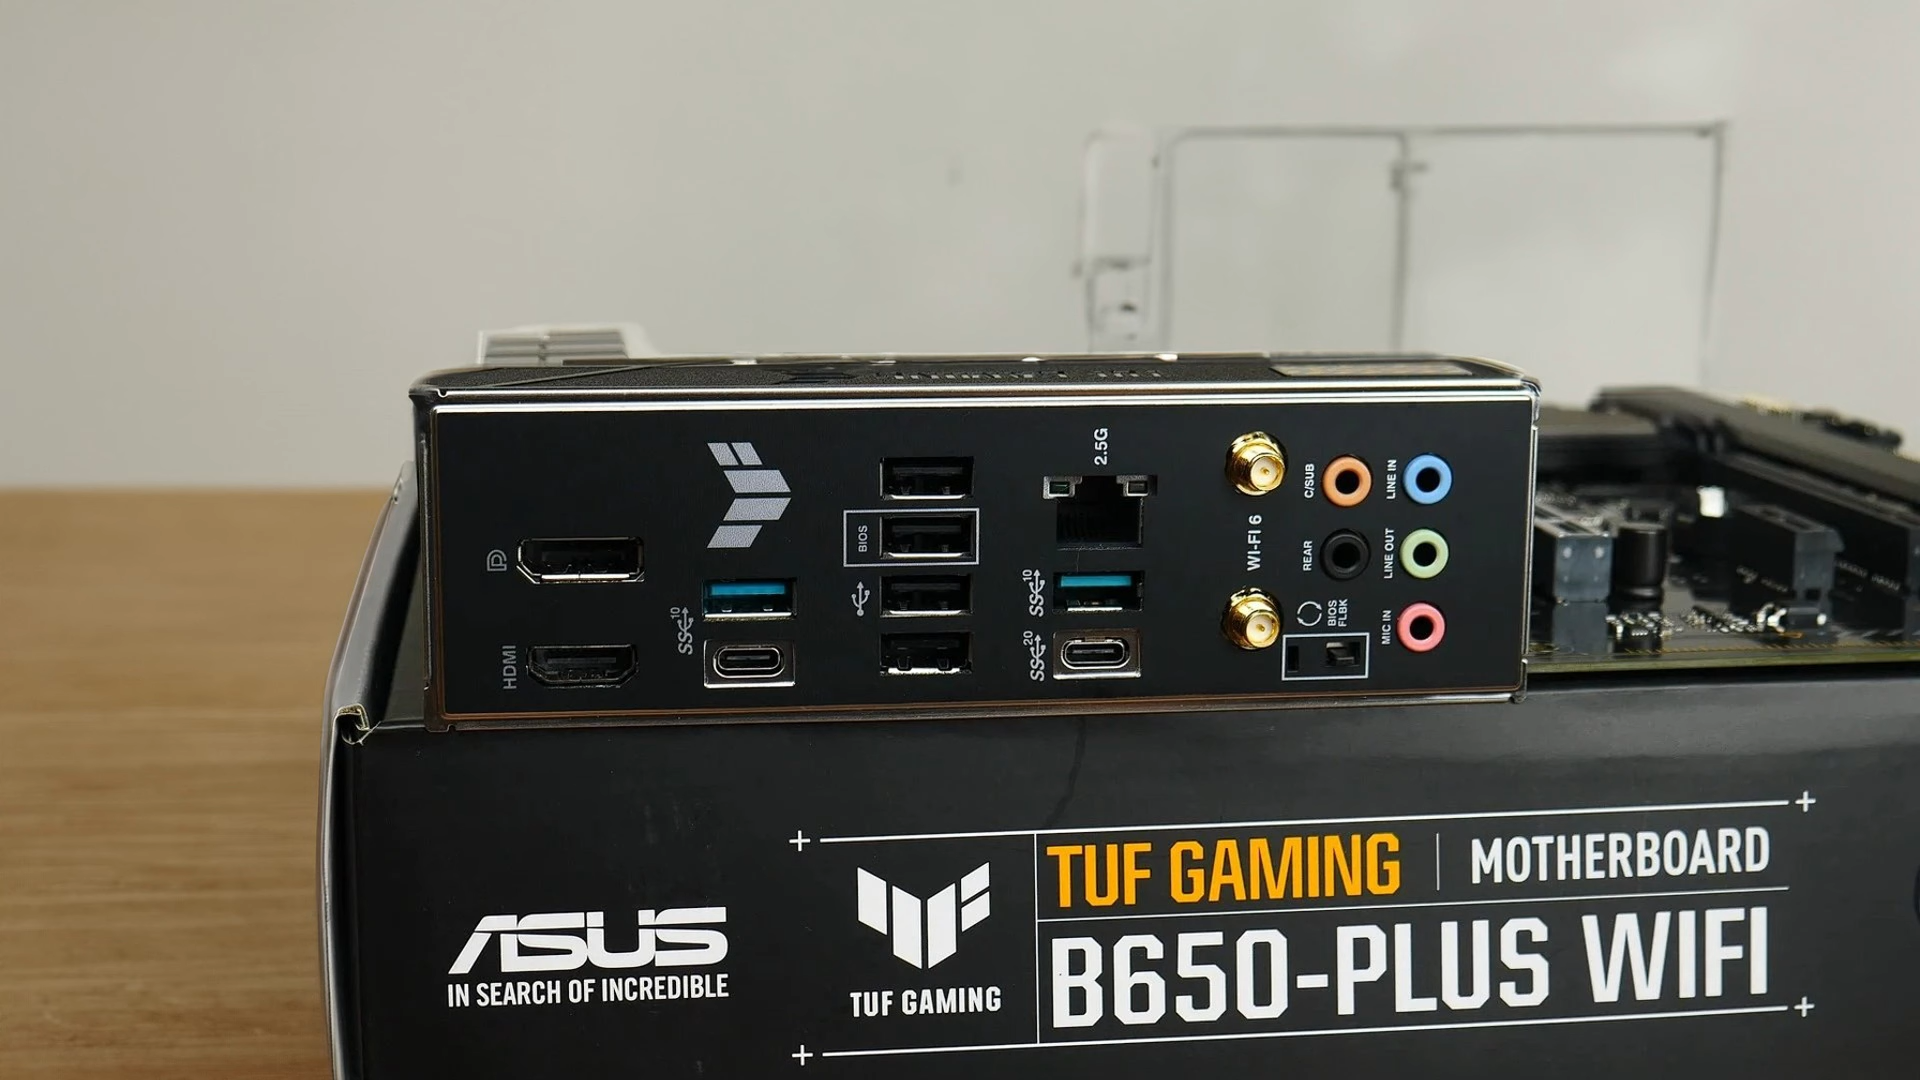 2.5G
C/SUB
LINE IN
BIOS
WI-FI 6
REAR
LINE OUT
SS 10
SS 10
BIOS
FLBK
MIC IN
HDMI
SS 20
TUF GAMING
MOTHERBOARD
ASUS
IN SEARCH OF INCREDIBLE
TUF GAMING
B650-PLUS WIFI